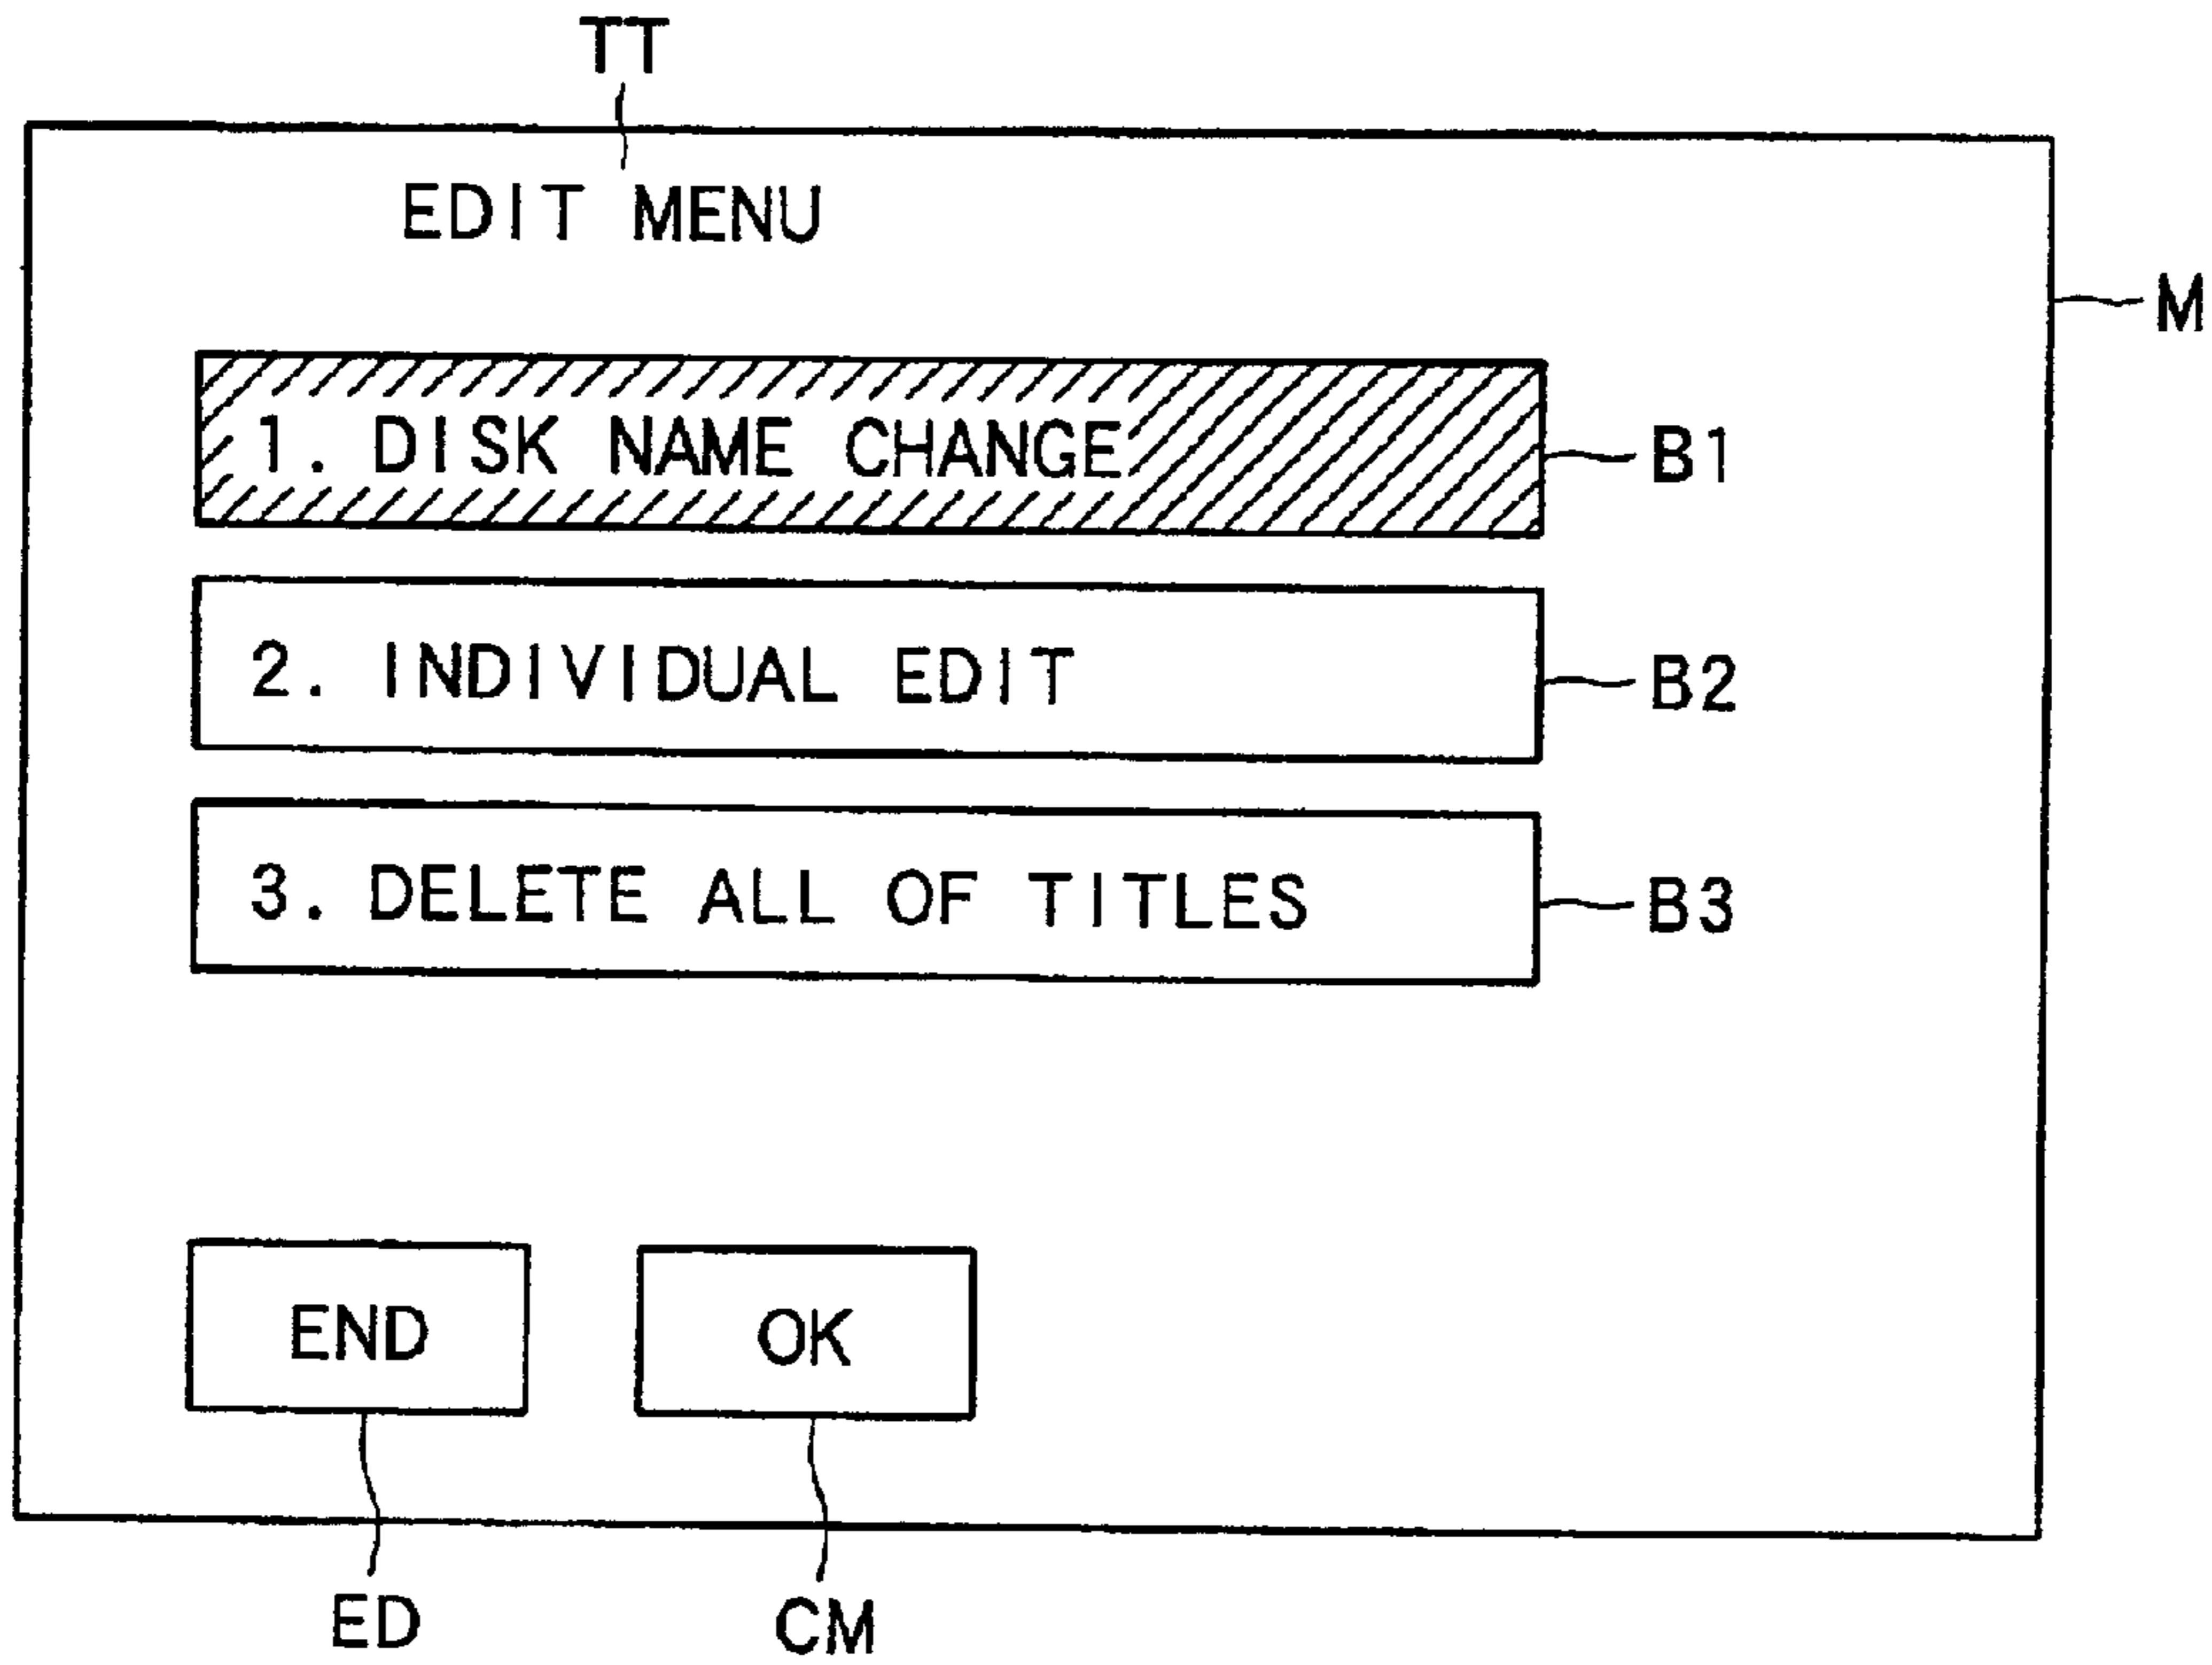 TT
EDIT MENU
M
1. DISK NAME CHANGE
B1
2. INDIVIDUAL EDIT
B2
3. DELETE ALL OF TITLES
B3
END
OK
ED
CM